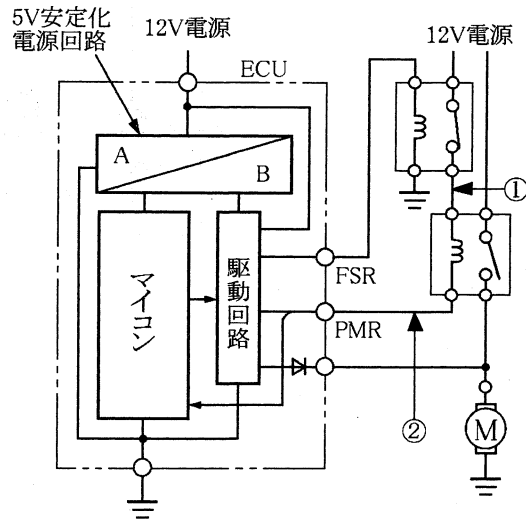 5V安定化
電源回路
12V電源
12V電源
ECU
A
B
①
マイコン
駆動回路
FSR
PMR
②
M